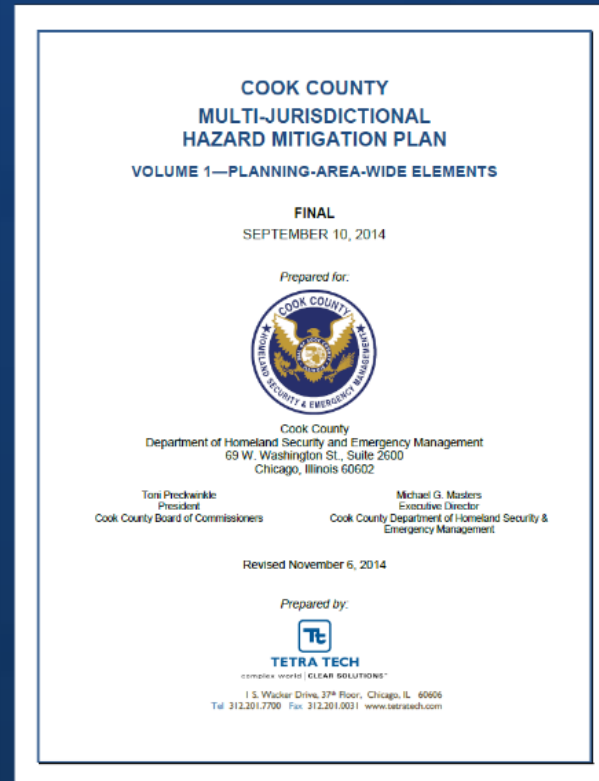 COOK COUNTY
MULTI-JURISDICTIONAL
HAZARD MITIGATION PLAN
VOLUME 1—PLANNING-AREA-WIDE ELEMENTS
FINAL
SEPTEMBER 10, 2014
Prepared for:
COOK COUNTY
HOMELAND SECURITY & EMERGENCY MANAGEMENT
Cook County
Department of Homeland Security and Emergency Management
69 W. Washington St., Suite 2600
Chicago, Illinois 60602
Toni Preckwinkle
President
Cook County Board of Commissioners
Michael G. Masters
Executive Director
Cook County Department of Homeland Security &
Emergency Management
Revised November 6, 2014
Prepared by:
Tt
TETRA TECH
complex world | CLEAR SOLUTIONS™
1 S. Wacker Drive, 37th Floor, Chicago, IL 60606
Tel 312.201.7700 Fax 312.201.0031 www.tetratech.com